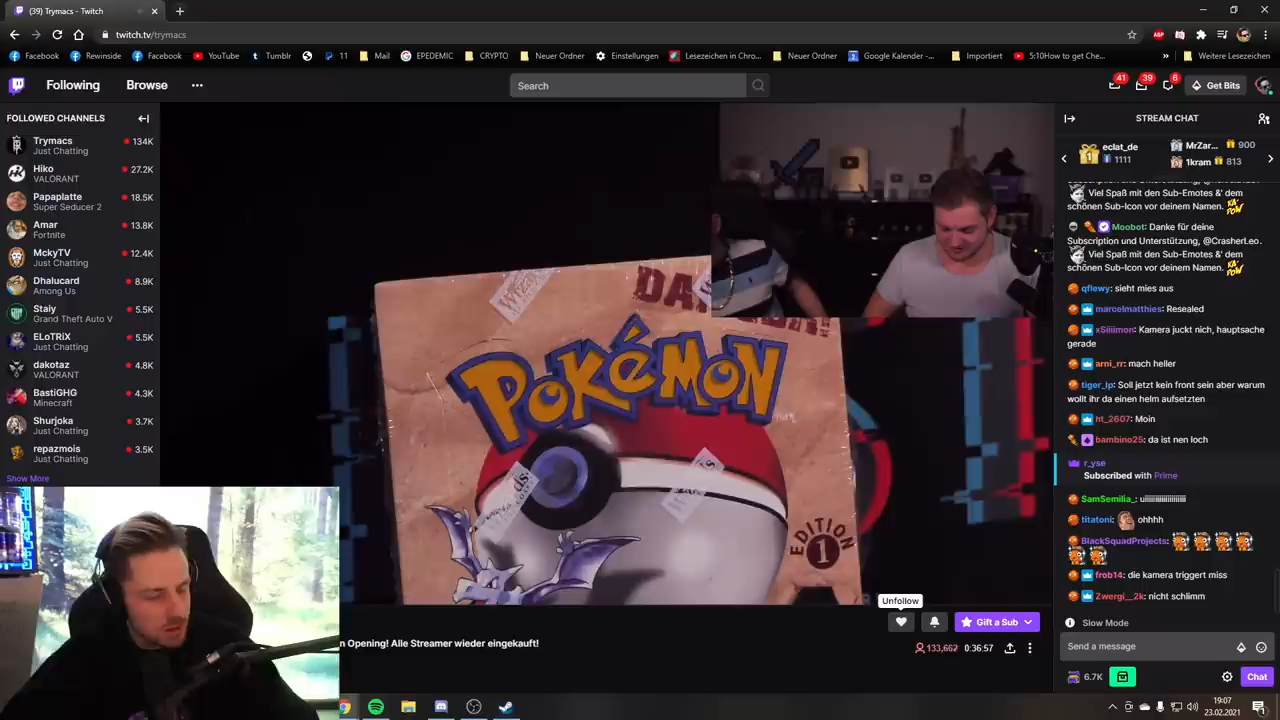 (39) Trymacs - Twitch
twitch.tv/trymacs
Facebook Rewinside Facebook YouTube Tumblr 11 Mail EPEDEMIC CRYPTO Neuer Ordner Einstellungen Lesezeichen in Chro... Neuer Ordner Google Kalender -... Importiert 5:10How to get Che... » Weitere Lesezeichen
Following Browse Search 41 39 6 Get Bits
FOLLOWED CHANNELS
Trymacs 134K
Just Chatting
Hiko 27.2K
VALORANT
Papaplatte 18.5K
Super Seducer 2
Amar 13.8K
Fortnite
MckyTV 12.4K
Just Chatting
Dhalucard 8.9K
Among Us
Staiy 5.5K
Grand Theft Auto V
ELoTRiX 5.5K
Just Chatting
dakotaz 4.8K
VALORANT
BastiGHG 4.3K
Minecraft
Shurjoka 3.7K
Just Chatting
repazmois 3.5K
Just Chatting
Show More
POKéMON
EDITION
1
Unfollow
Gift a Sub
n Opening! Alle Streamer wieder eingekauft!
0:36:57
STREAM CHAT
eclat_de
1111
MrZar... 900
1kram 813
Viel Spaß mit den Sub-Emotes &' dem
schönen Sub-Icon vor deinem Namen.
Moobot: Danke für deine
Subscription und Unterstützung, @CrasherLeo.
Viel Spaß mit den Sub-Emotes &' dem
schönen Sub-Icon vor deinem Namen.
qflewy: sieht mies aus
marcelmatthies: Resealed
xSiiiimon: Kamera juckt nich, hauptsache
gerade
arni_rr: mach heller
tiger_lp: Soll jetzt kein front sein aber warum
wollt ihr da einen helm aufsetzten
ht_2607: Moin
bambino25: da ist nen loch
r_yse
Subscribed with Prime
SamSemilia_:
titatoni: ohhhh
BlackSquadProjects:
frob14: die kamera triggert miss
Zwergi__2k: nicht schlimm
Slow Mode
Send a message
6.7K Chat
19:07
23.02.2021